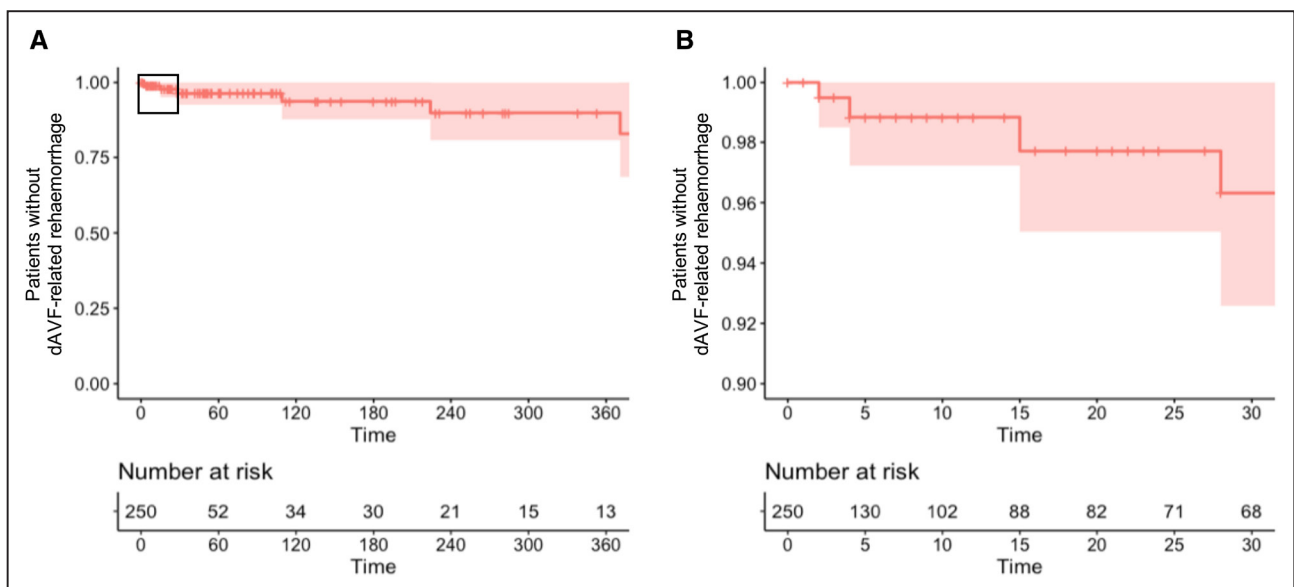 A
Patients without
dAVF-related rehaemorrhage
1.00
0.75
0.50
0.25
0.00
0 60 120 180 240 300 360
Time
Number at risk
250 52 34 30 21 15 13
0 60 120 180 240 300 360
Time
B
Patients without
dAVF-related rehaemorrhage
1.00
0.98
0.96
0.94
0.92
0.90
0 5 10 15 20 25 30
Time
Number at risk
250 130 102 88 82 71 68
0 5 10 15 20 25 30
Time